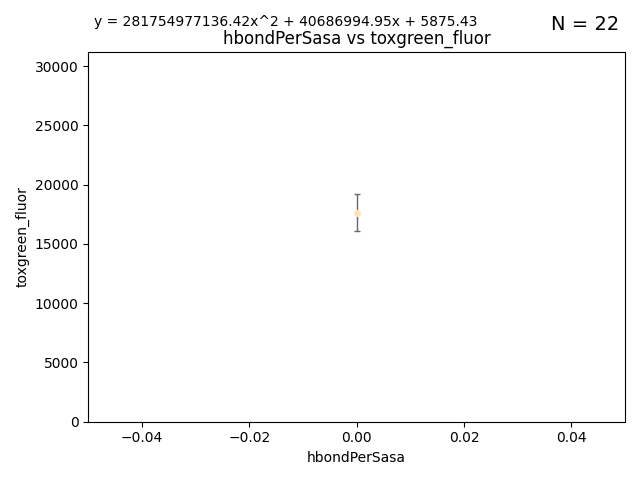 y = 281754977136.42x^2 + 40686994.95x + 5875.43
N = 22
hbondPerSasa vs toxgreen_fluor
30000
25000
20000
15000
10000
5000
0
toxgreen_fluor
−0.04 −0.02 0.00 0.02 0.04
hbondPerSasa